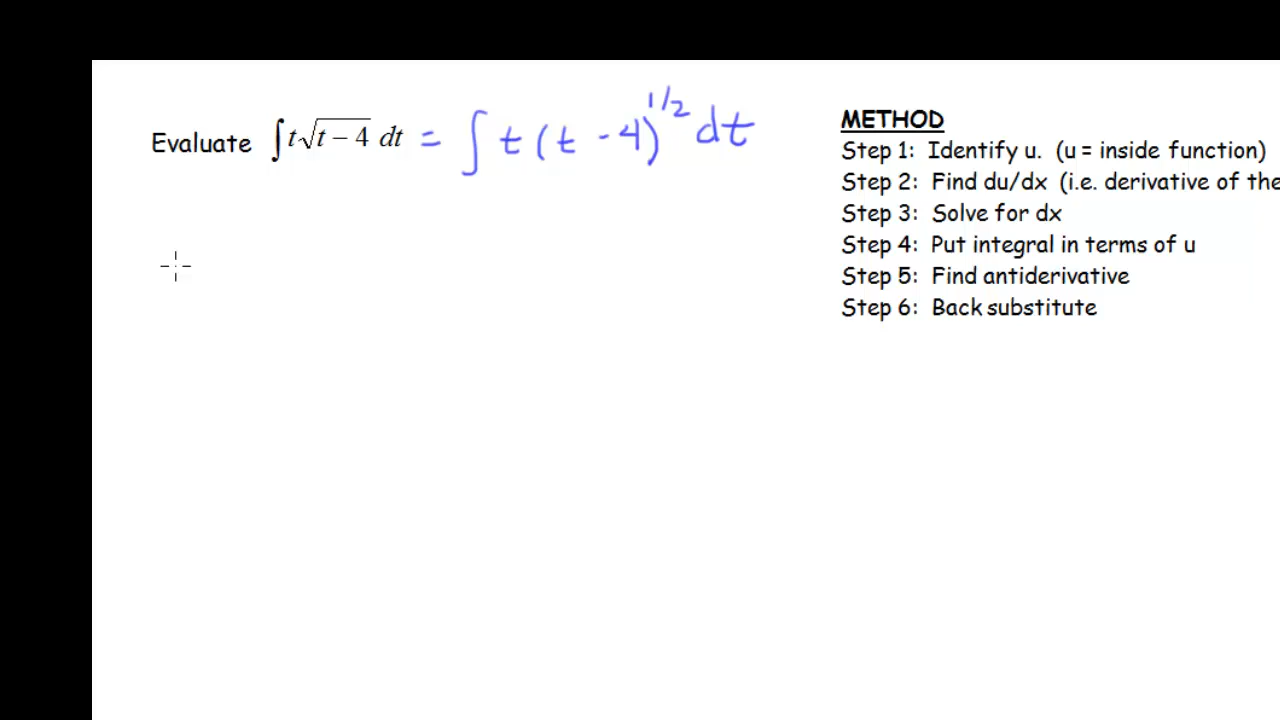 Evaluate ∫ t√(t − 4) dt = ∫ t (t - 4)^1/2 dt
METHOD
Step 1: Identify u. (u = inside function)
Step 2: Find du/dx (i.e. derivative of the
Step 3: Solve for dx
Step 4: Put integral in terms of u
Step 5: Find antiderivative
Step 6: Back substitute